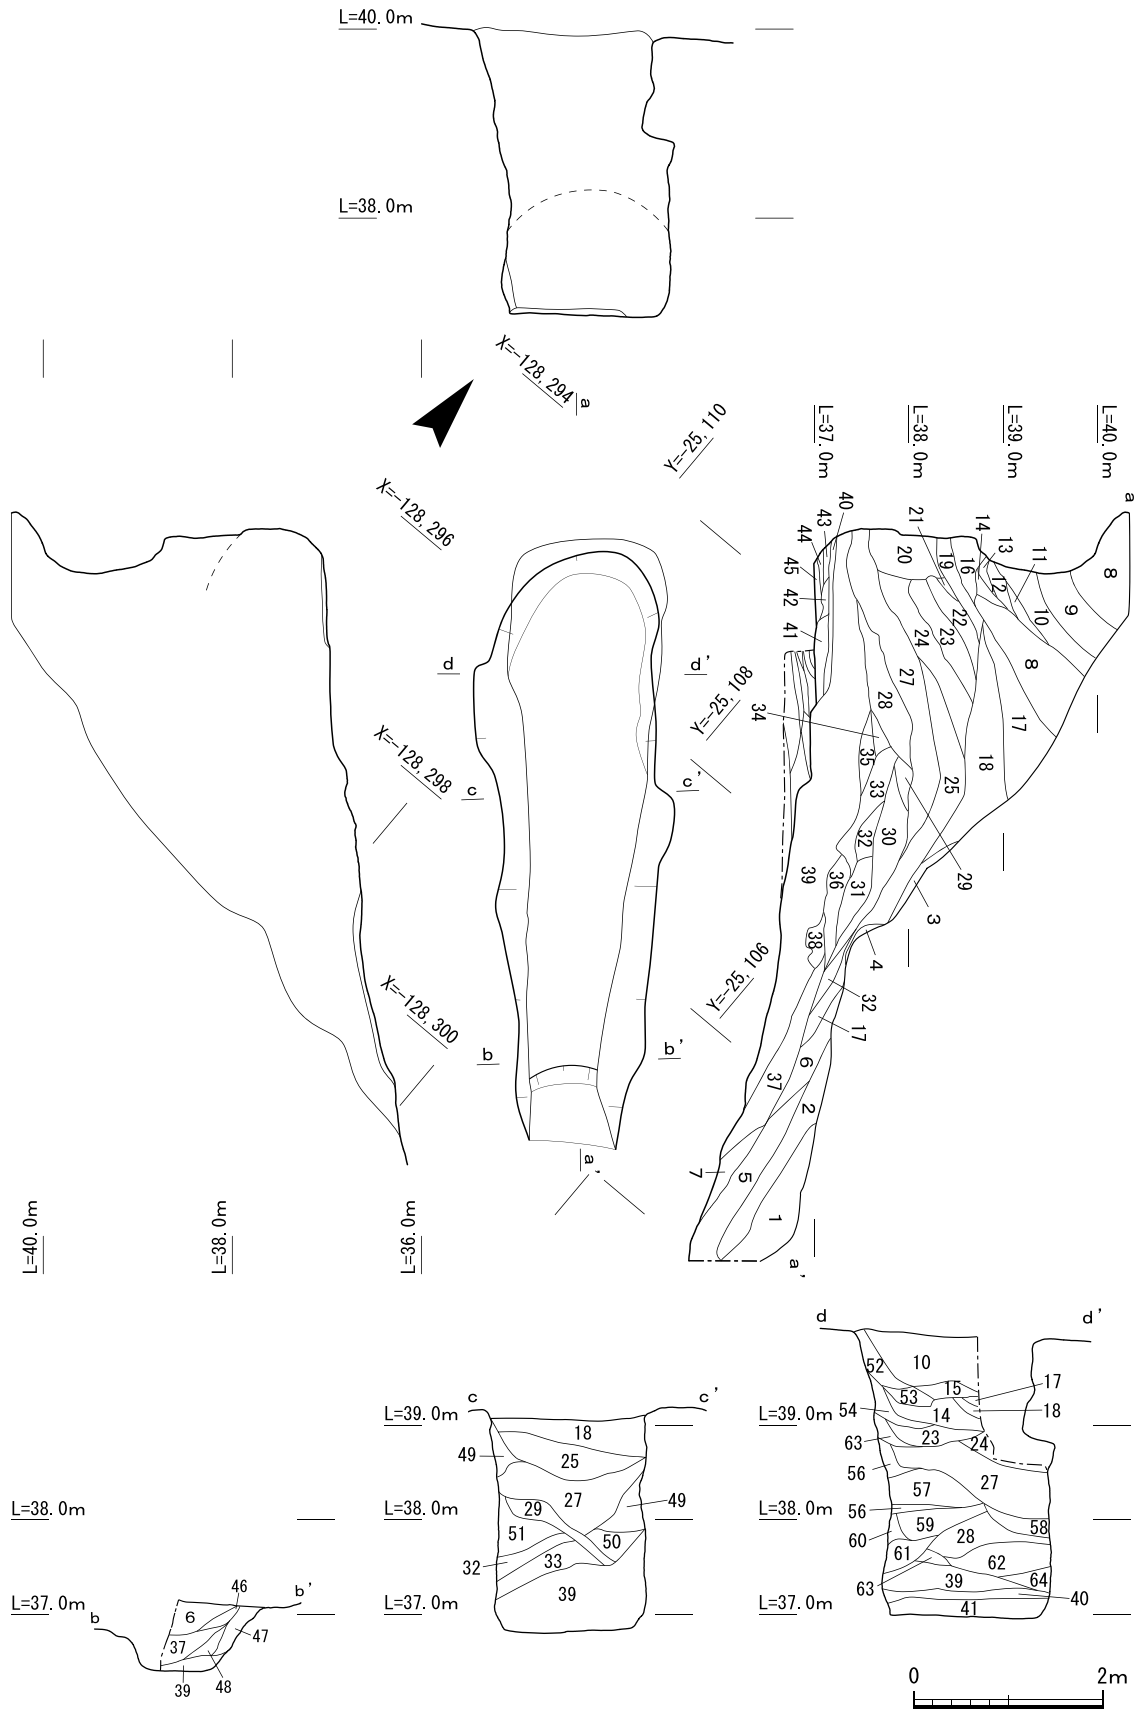 L=40.0m
L=38.0m
X=-128,294
a
Y=-25,110
X=-128,296
L=37.0m
L=38.0m
L=39.0m
L=40.0m
a
40
43
44
45
42
41
21
20
19
16
14
13
12
11
10
9
8
22
23
24
8
17
27
28
34
35
33
18
25
32
30
29
39
36
31
3
38
4
32
17
6
37
2
7
5
1
a'
d
d'
Y=-25,108
X=-128,298
c
c'
Y=-25,106
X=-128,300
b
b'
a'
L=40.0m
L=38.0m
L=36.0m
d
d'
52
10
53
15
17
54
14
18
L=39.0m
63
23
24
56
57
27
L=38.0m
56
59
58
60
28
61
62
63
39
64
40
L=37.0m
41
c
c'
L=39.0m
18
49
25
27
49
L=38.0m
29
51
50
32
33
39
L=37.0m
L=38.0m
46
b'
L=37.0m
b
6
47
37
48
39
0
2m